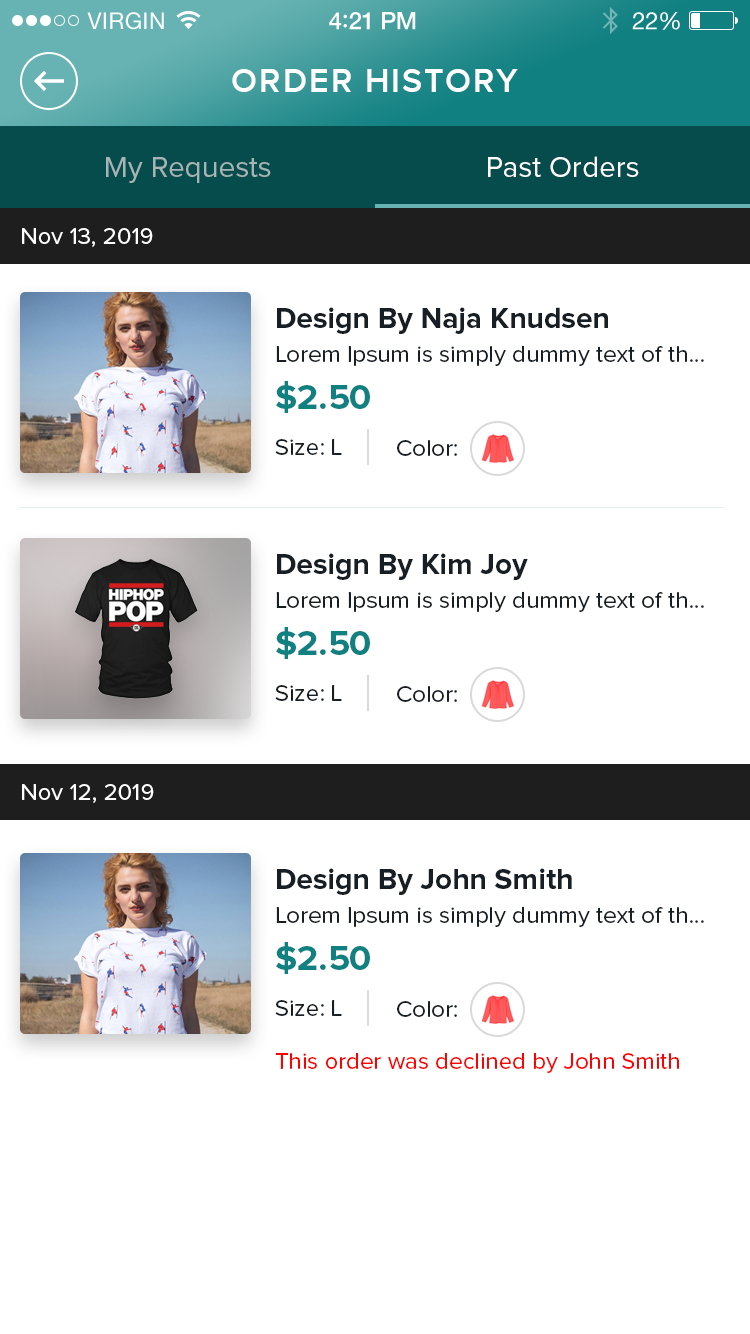 VIRGIN 4:21 PM 22%
ORDER HISTORY
My Requests Past Orders
Nov 13, 2019
Design By Naja Knudsen
Lorem Ipsum is simply dummy text of th...
$2.50
Size: L Color:
HIPHOP
POP
Design By Kim Joy
Lorem Ipsum is simply dummy text of th...
$2.50
Size: L Color:
Nov 12, 2019
Design By John Smith
Lorem Ipsum is simply dummy text of th...
$2.50
Size: L Color:
This order was declined by John Smith